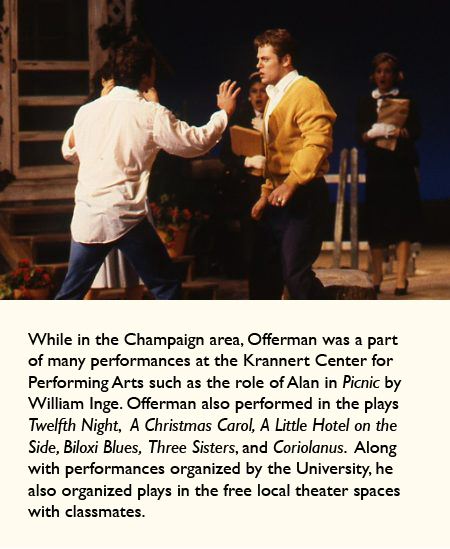 While in the Champaign area, Offerman was a part
of many performances at the Krannert Center for
Performing Arts such as the role of Alan in Picnic by
William Inge. Offerman also performed in the plays
Twelfth Night, A Christmas Carol, A Little Hotel on the
Side, Biloxi Blues, Three Sisters, and Coriolanus. Along
with performances organized by the University, he
also organized plays in the free local theater spaces
with classmates.